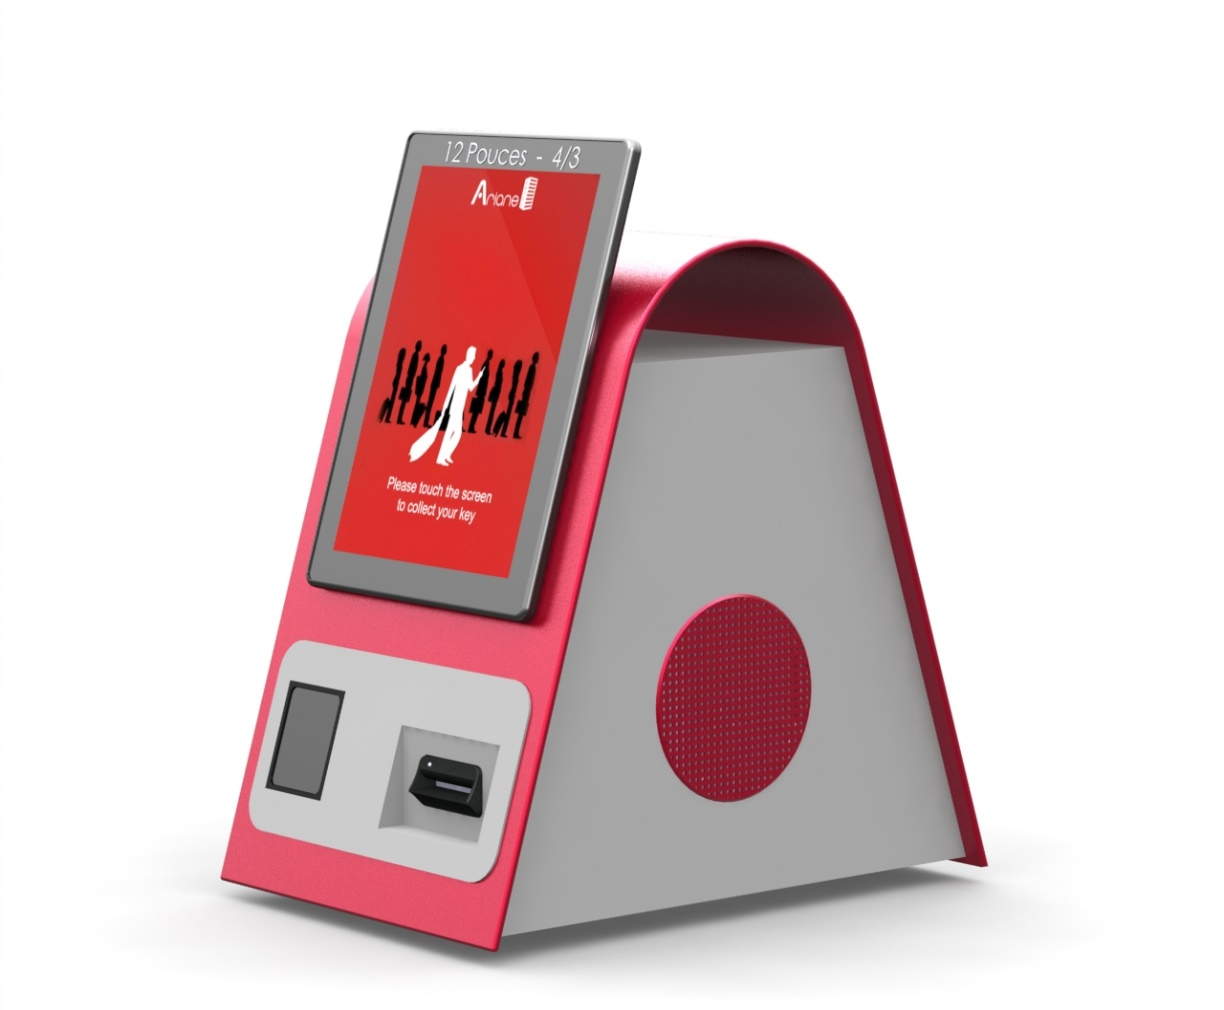 12 Pouces - 4/3
Ariane
Please touch the screen
to collect your key